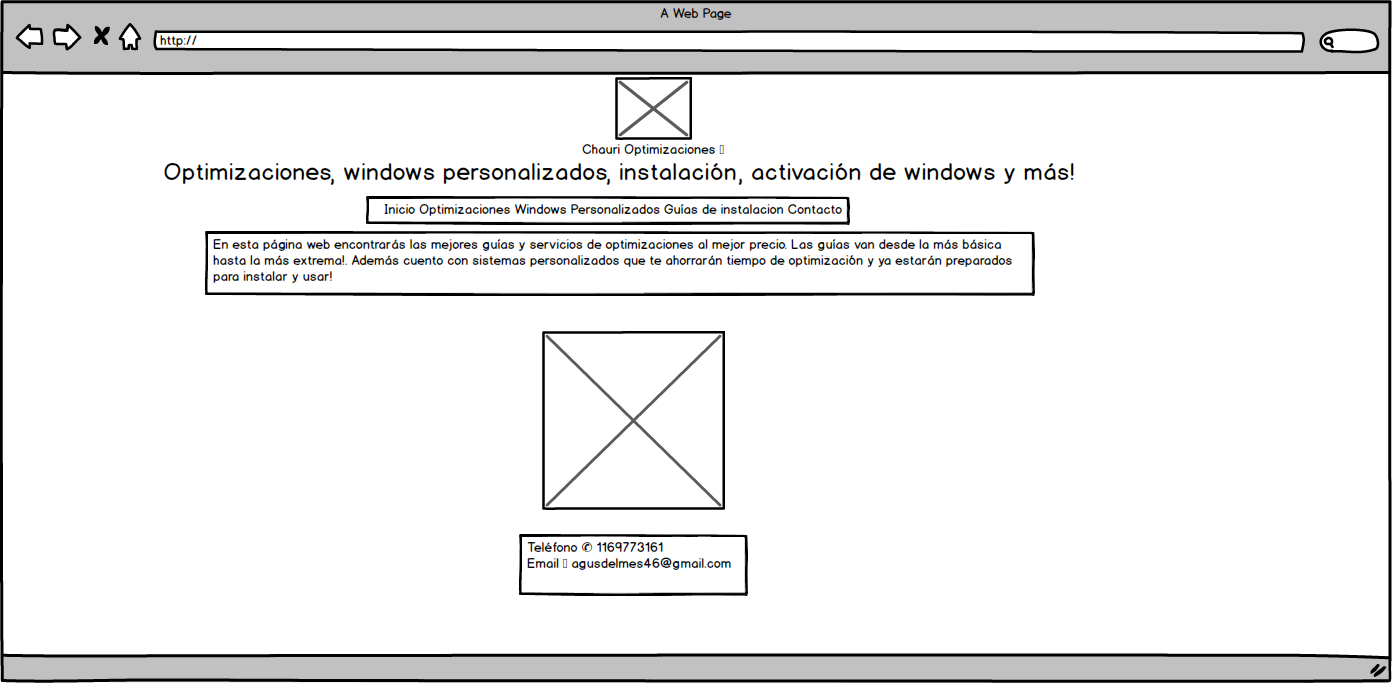 A Web Page
http://
Chauri Optimizaciones
Optimizaciones, windows personalizados, instalación, activación de windows y más!
Inicio Optimizaciones Windows Personalizados Guías de instalacion Contacto
En esta página web encontrarás las mejores guías y servicios de optimizaciones al mejor precio. Las guías van desde la más básica
hasta la más extrema!. Además cuento con sistemas personalizados que te ahorrarán tiempo de optimización y ya estarán preparados
para instalar y usar!
Teléfono ✆ 1169773161
Email agusdelmes46@gmail.com